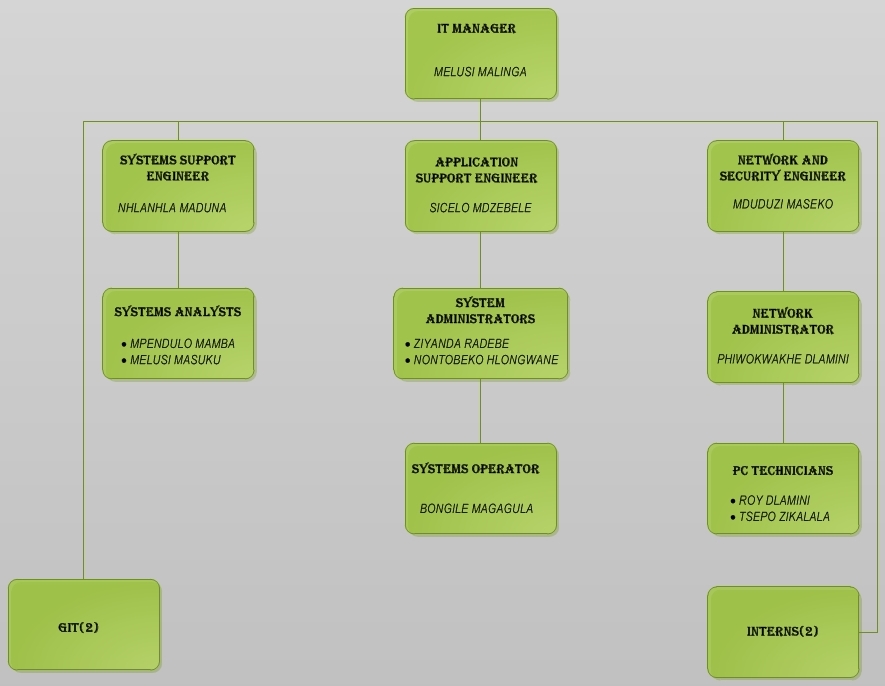 IT MANAGER
MELUSI MALINGA
SYSTEMS SUPPORT
ENGINEER
NHLANHLA MADUNA
APPLICATION
SUPPORT ENGINEER
SICELO MDZEBELE
NETWORK AND
SECURITY ENGINEER
MDUDUZI MASEKO
SYSTEMS ANALYSTS
• MPENDULO MAMBA
• MELUSI MASUKU
SYSTEM
ADMINISTRATORS
• ZIYANDA RADEBE
• NONTOBEKO HLONGWANE
NETWORK
ADMINISTRATOR
PHIWOKWAKHE DLAMINI
SYSTEMS OPERATOR
BONGILE MAGAGULA
PC TECHNICIANS
• ROY DLAMINI
• TSEPO ZIKALALA
GIT(2)
INTERNS(2)